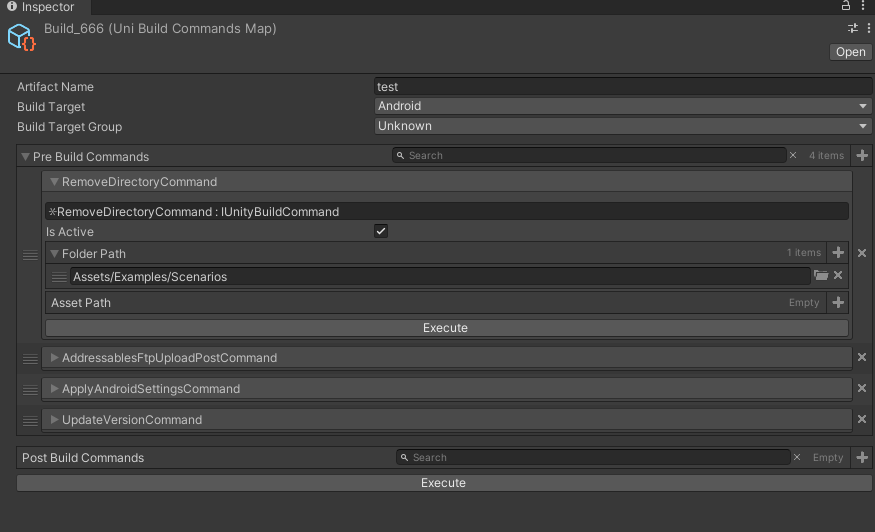 Inspector
Build_666 (Uni Build Commands Map)
Open
Artifact Name test
Build Target Android
Build Target Group Unknown
Pre Build Commands Search 4 items
RemoveDirectoryCommand
*RemoveDirectoryCommand : IUnityBuildCommand
Is Active
Folder Path 1 items
Assets/Examples/Scenarios
Asset Path Empty
Execute
AddressablesFtpUploadPostCommand
ApplyAndroidSettingsCommand
UpdateVersionCommand
Post Build Commands Search Empty
Execute